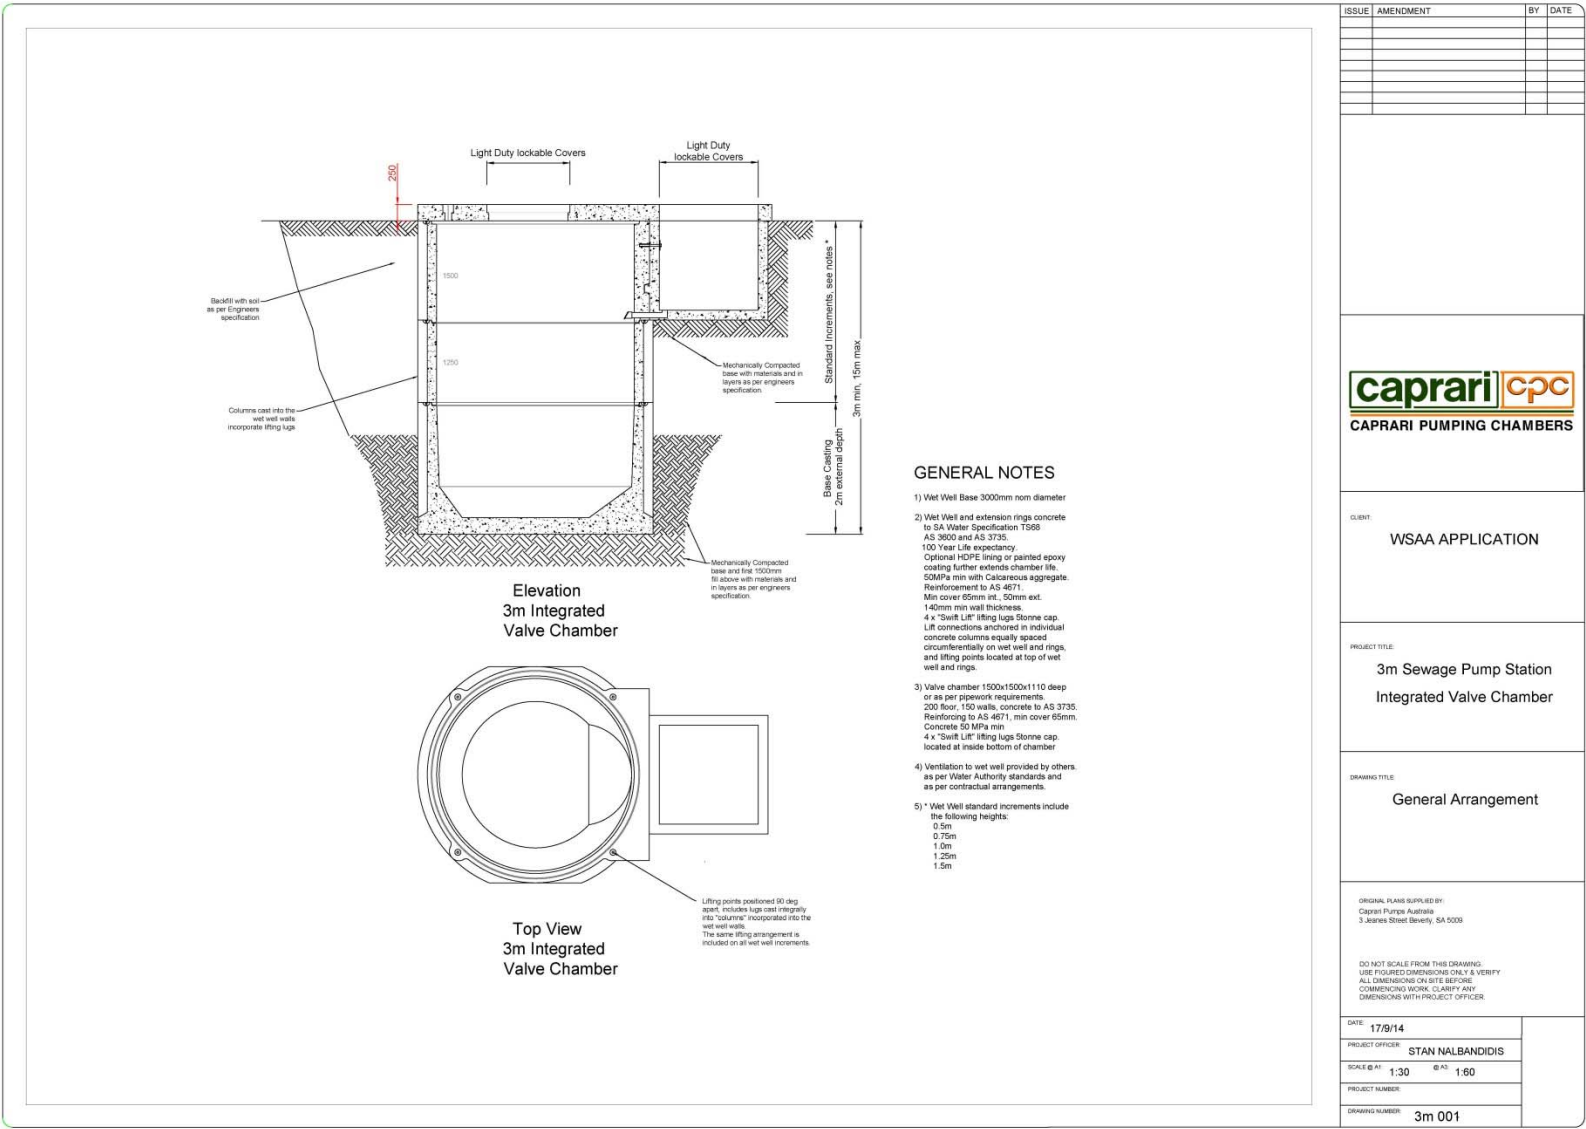 ISSUE AMENDMENT BY DATE
Light Duty lockable Covers
Light Duty
lockable Covers
250
1500
1250
Backfill with soil
as per Engineers
specification
Columns cast into the
wet well walls
incorporate lifting lugs
Mechanically Compacted
base with materials and in
layers as per engineers
specification.
Standard Increments, see notes *
3m min, 15m max
Base Casting
2m external depth
Mechanically Compacted
base and first 1500mm
fill above with materials and
in layers as per engineers
specification.
Elevation
3m Integrated
Valve Chamber
Lifting points positioned 90 deg
apart, includes lugs cast integrally
into "columns" incorporated into the
wet well walls.
The same lifting arrangement is
included on all wet well increments.
Top View
3m Integrated
Valve Chamber
GENERAL NOTES
1) Wet Well Base 3000mm nom diameter
2) Wet Well and extension rings concrete
to SA Water Specification TS68
AS 3600 and AS 3735.
100 Year Life expectancy.
Optional HDPE lining or painted epoxy
coating further extends chamber life.
50MPa min with Calcareous aggregate.
Reinforcement to AS 4671.
Min cover 65mm int., 50mm ext.
140mm min wall thickness.
4 x "Swift Lift" lifting lugs 5tonne cap.
Lift connections anchored in individual
concrete columns equally spaced
circumferentially on wet well and rings,
and lifting points located at top of wet
well and rings.
3) Valve chamber 1500x1500x1110 deep
or as per pipework requirements.
200 floor, 150 walls, concrete to AS 3735.
Reinforcing to AS 4671, min cover 65mm.
Concrete 50 MPa min
4 x "Swift Lift" lifting lugs 5tonne cap.
located at inside bottom of chamber
4) Ventilation to wet well provided by others.
as per Water Authority standards and
as per contractual arrangements.
5) * Wet Well standard increments include
the following heights:
0.5m
0.75m
1.0m
1.25m
1.5m
caprari cpc
CAPRARI PUMPING CHAMBERS
CLIENT:
WSAA APPLICATION
PROJECT TITLE:
3m Sewage Pump Station
Integrated Valve Chamber
DRAWING TITLE:
General Arrangement
ORIGINAL PLANS SUPPLIED BY:
Caprari Pumps Australia
3 Jeanes Street Beverly, SA 5009
DO NOT SCALE FROM THIS DRAWING.
USE FIGURED DIMENSIONS ONLY & VERIFY
ALL DIMENSIONS ON SITE BEFORE
COMMENCING WORK. CLARIFY ANY
DIMENSIONS WITH PROJECT OFFICER.
DATE: 17/9/14
PROJECT OFFICER: STAN NALBANDIDIS
SCALE @ A1: 1:30 @ A3: 1:60
PROJECT NUMBER:
DRAWING NUMBER: 3m 001